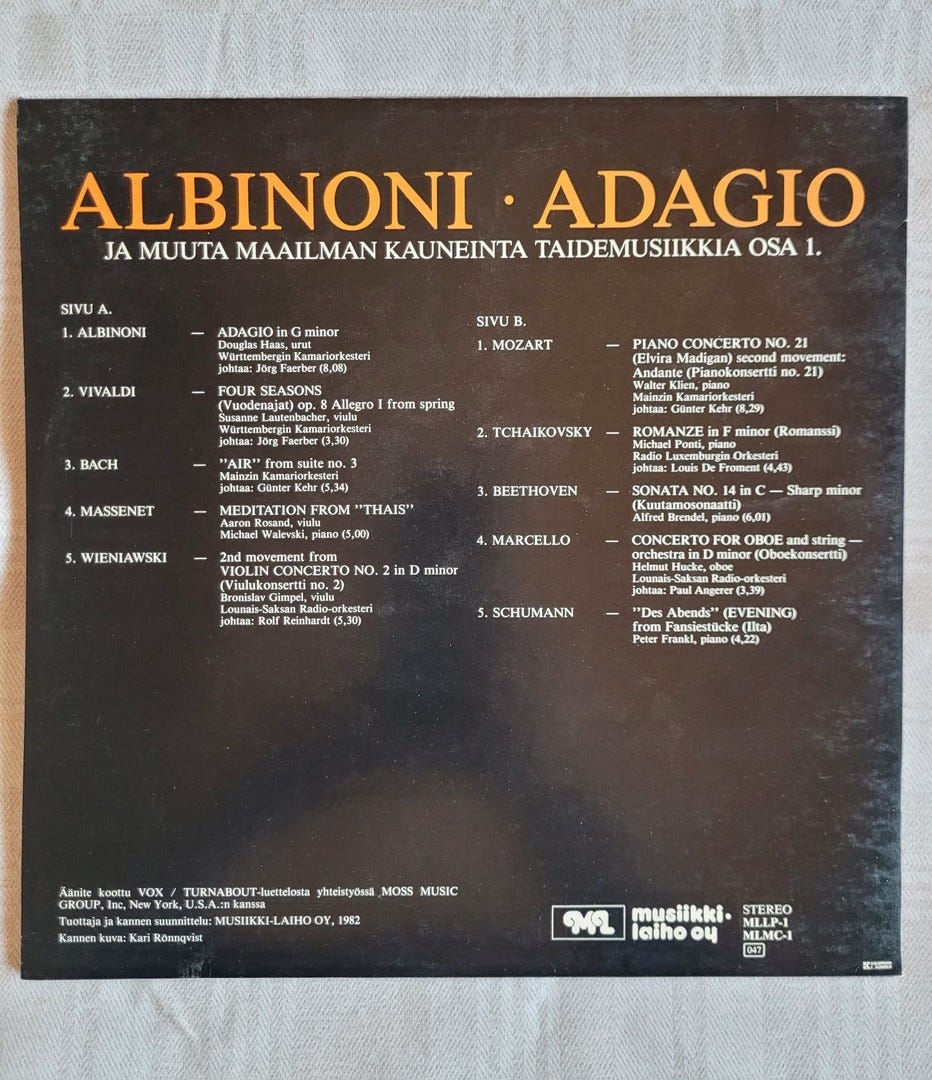 ALBINONI · ADAGIO
JA MUUTA MAAILMAN KAUNEINTA TAIDEMUSIIKKIA OSA 1.
SIVU A.
1. ALBINONI — ADAGIO in G minor
Douglas Haas, urut
Württembergin Kamariorkesteri
johtaa: Jörg Faerber (8,08)
2. VIVALDI — FOUR SEASONS
(Vuodenajat) op. 8 Allegro I from spring
Susanne Lautenbacher, viulu
Württembergin Kamariorkesteri
johtaa: Jörg Faerber (3,30)
3. BACH — ”AIR” from suite no. 3
Mainzin Kamariorkesteri
johtaa: Günter Kehr (5,34)
4. MASSENET — MEDITATION FROM ”THAIS”
Aaron Rosand, viulu
Michael Walevski, piano (5,00)
5. WIENIAWSKI — 2nd movement from
VIOLIN CONCERTO NO. 2 in D minor
(Viulukonsertti no. 2)
Bronislav Gimpel, viulu
Lounais-Saksan Radio-orkesteri
johtaa: Rolf Reinhardt (5,30)
SIVU B.
1. MOZART — PIANO CONCERTO NO. 21
(Elvira Madigan) second movement:
Andante (Pianokonsertti no. 21)
Walter Klien, piano
Mainzin Kamariorkesteri
johtaa: Günter Kehr (8,29)
2. TCHAIKOVSKY — ROMANZE in F minor (Romanssi)
Michael Ponti, piano
Radio Luxemburgin Orkesteri
johtaa: Louis De Froment (4,43)
3. BEETHOVEN — SONATA NO. 14 in C — Sharp minor
(Kuutamosonaatti)
Alfred Brendel, piano (6,01)
4. MARCELLO — CONCERTO FOR OBOE and string —
orchestra in D minor (Oboekonsertti)
Helmut Hucke, oboe
Lounais-Saksan Radio-orkesteri
johtaa: Paul Angerer (3,39)
5. SCHUMANN — ”Des Abends” (EVENING)
from Fansiestücke (Ilta)
Peter Frankl, piano (4,22)
Äänite koottu VOX / TURNABOUT-luettelosta yhteistyössä MOSS MUSIC
GROUP, Inc, New York, U.S.A.:n kanssa
Tuottaja ja kannen suunnittelu: MUSIIKKI-LAIHO OY, 1982
Kannen kuva: Kari Rönnqvist
ML musiikki-
laiho oy
STEREO
MLLP-1
MLMC-1
047